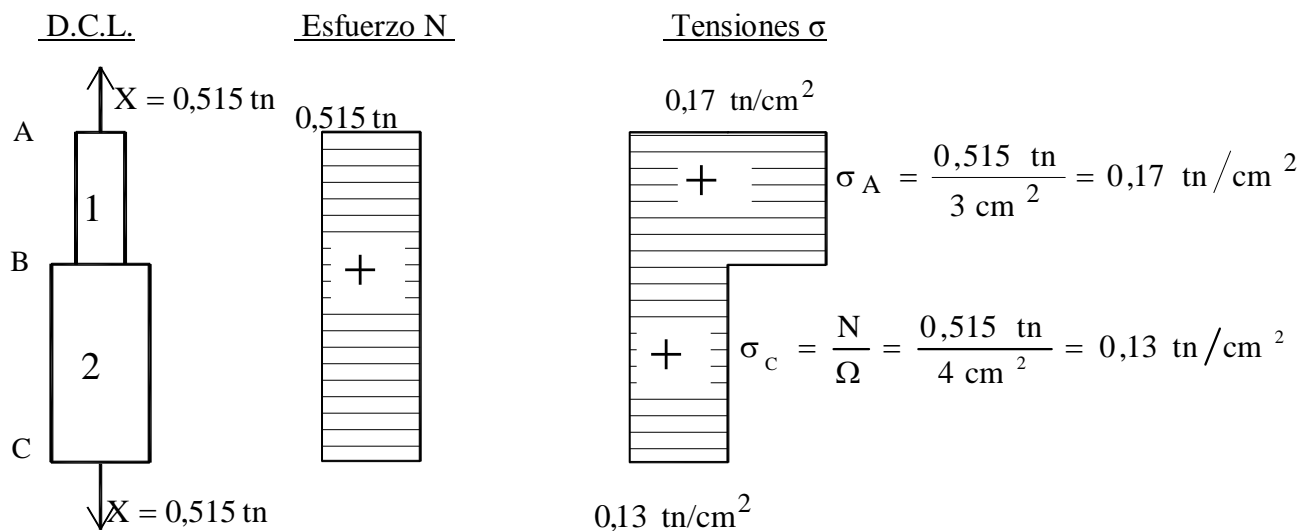 D.C.L. Esfuerzo N Tensiones σ
X = 0,515 tn
0,515 tn
0,17 tn/cm²
A
1
+
+
σ_A = 0,515 tn / 3 cm² = 0,17 tn/cm²
B
+
2
σ_C = N/Ω = 0,515 tn / 4 cm² = 0,13 tn/cm²
C
X = 0,515 tn
0,13 tn/cm²